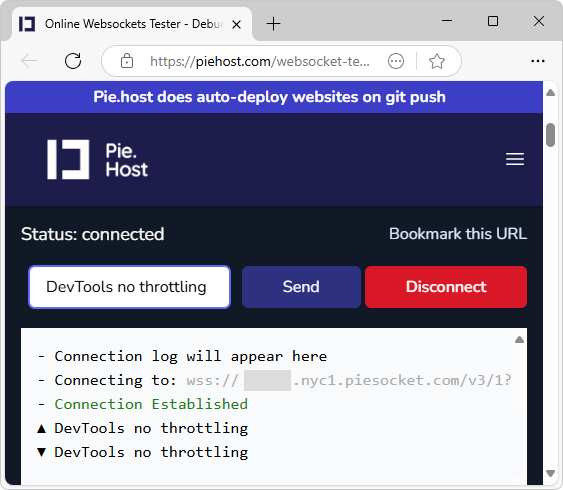 Online Websockets Tester - Debu
https://piehost.com/websocket-te...
Pie.host does auto-deploy websites on git push
Pie.
Host
Status: connected
Bookmark this URL
DevTools no throttling
Send
Disconnect
- Connection log will appear here
- Connecting to: wss:// .nyc1.piesocket.com/v3/1?
- Connection Established
▲ DevTools no throttling
▼ DevTools no throttling